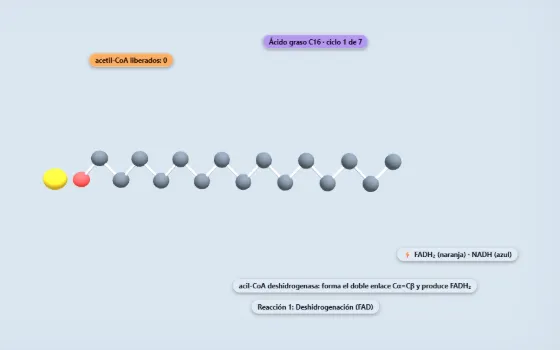 Ácido graso C16 · ciclo 1 de 7
acetil-CoA liberados: 0
⚡ FADH₂ (naranja) · NADH (azul)
acil-CoA deshidrogenasa: forma el doble enlace Cα=Cβ y produce FADH₂
Reacción 1: Deshidrogenación (FAD)